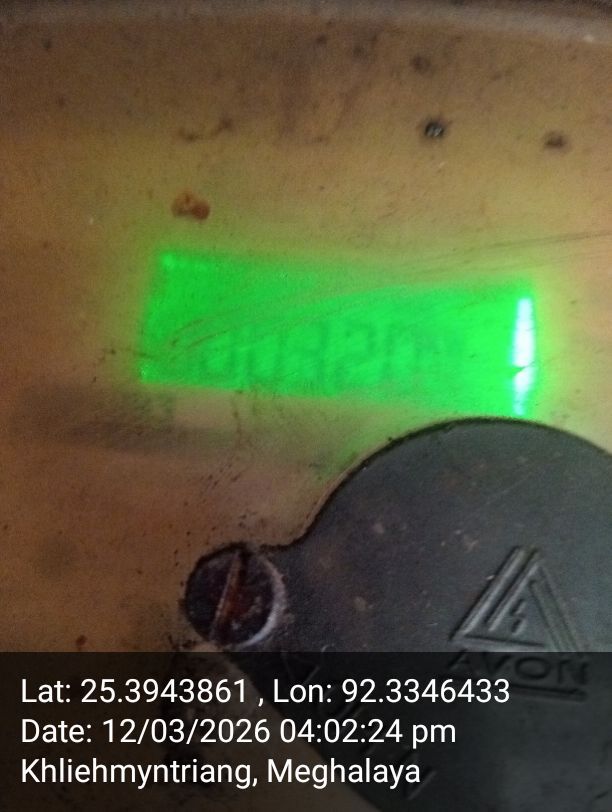 AVON
Lat: 25.3943861 , Lon: 92.3346433
Date: 12/03/2026 04:02:24 pm
Khliehmyntriang, Meghalaya